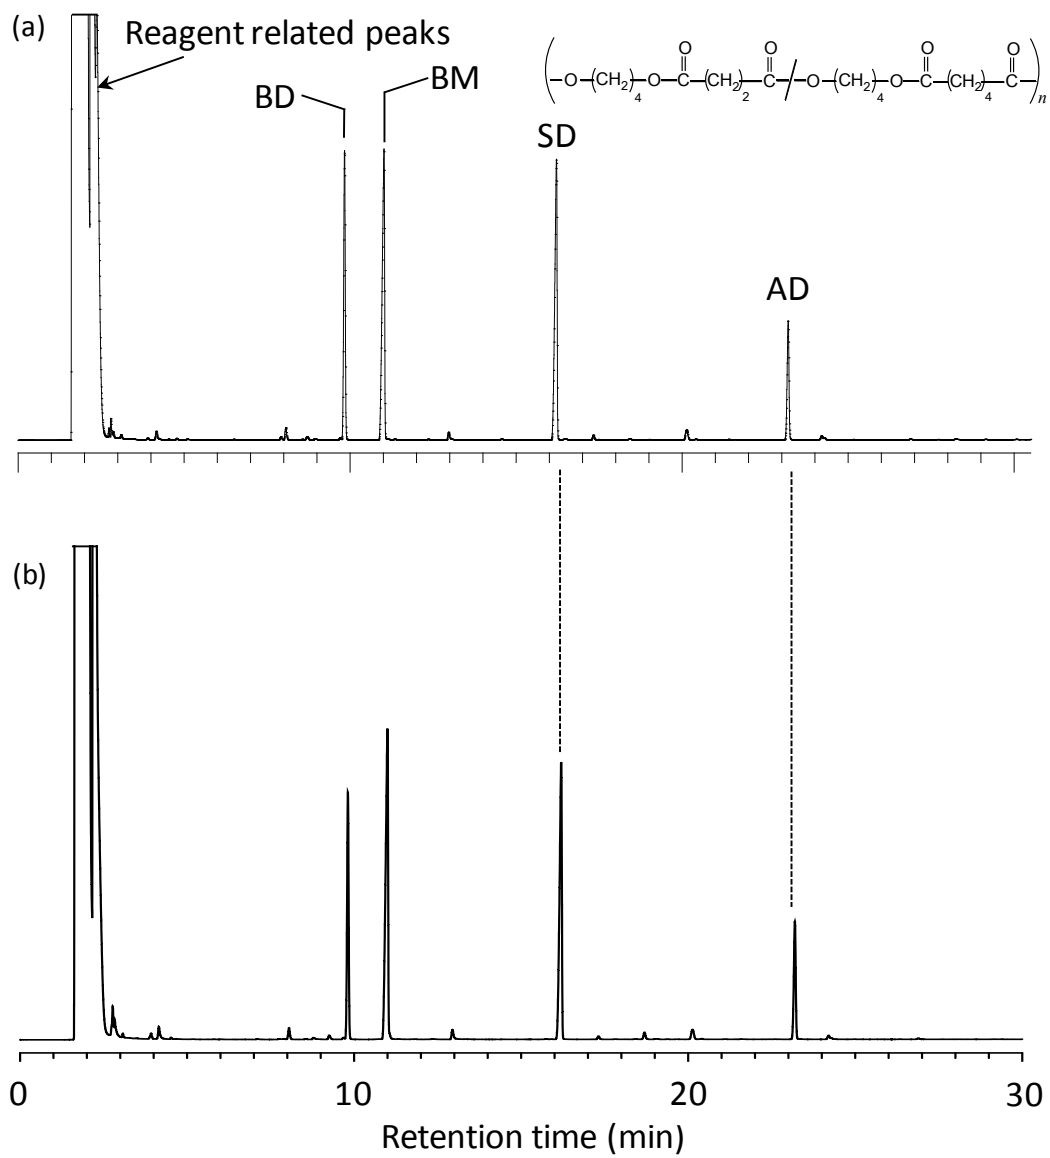 (a)
Reagent related peaks
BD
BM
SD
AD
O O O O
O (CH2)4 O C (CH2)2 C O (CH2)4 O C (CH2)4 C n
(b)
0 10 20 30
Retention time (min)